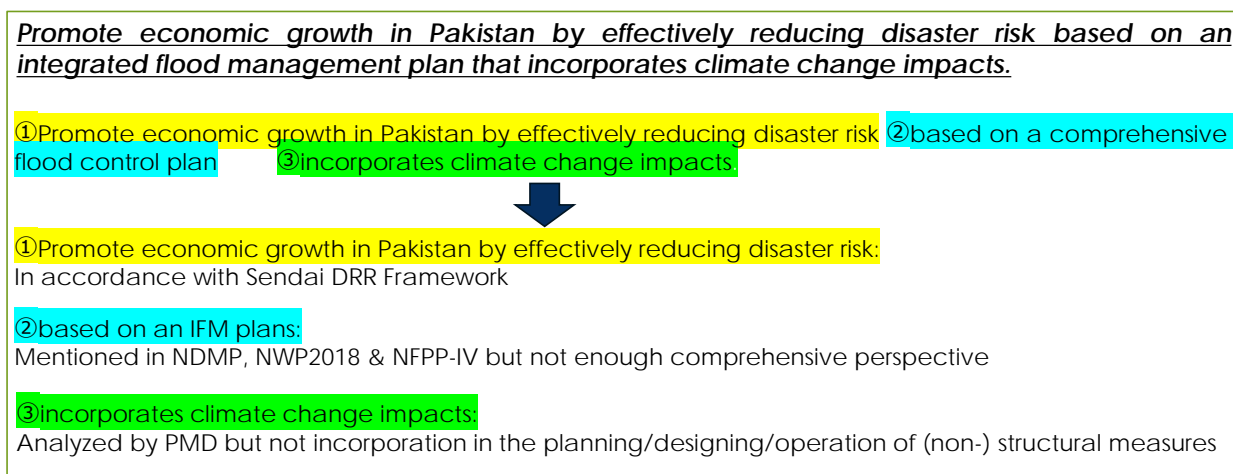 Promote economic growth in Pakistan by effectively reducing disaster risk based on an
integrated flood management plan that incorporates climate change impacts.
①Promote economic growth in Pakistan by effectively reducing disaster risk ②based on a comprehensive
flood control plan ③incorporates climate change impacts.
①Promote economic growth in Pakistan by effectively reducing disaster risk:
In accordance with Sendai DRR Framework
②based on an IFM plans:
Mentioned in NDMP, NWP2018 & NFPP-IV but not enough comprehensive perspective
③incorporates climate change impacts:
Analyzed by PMD but not incorporation in the planning/designing/operation of (non-) structural measures